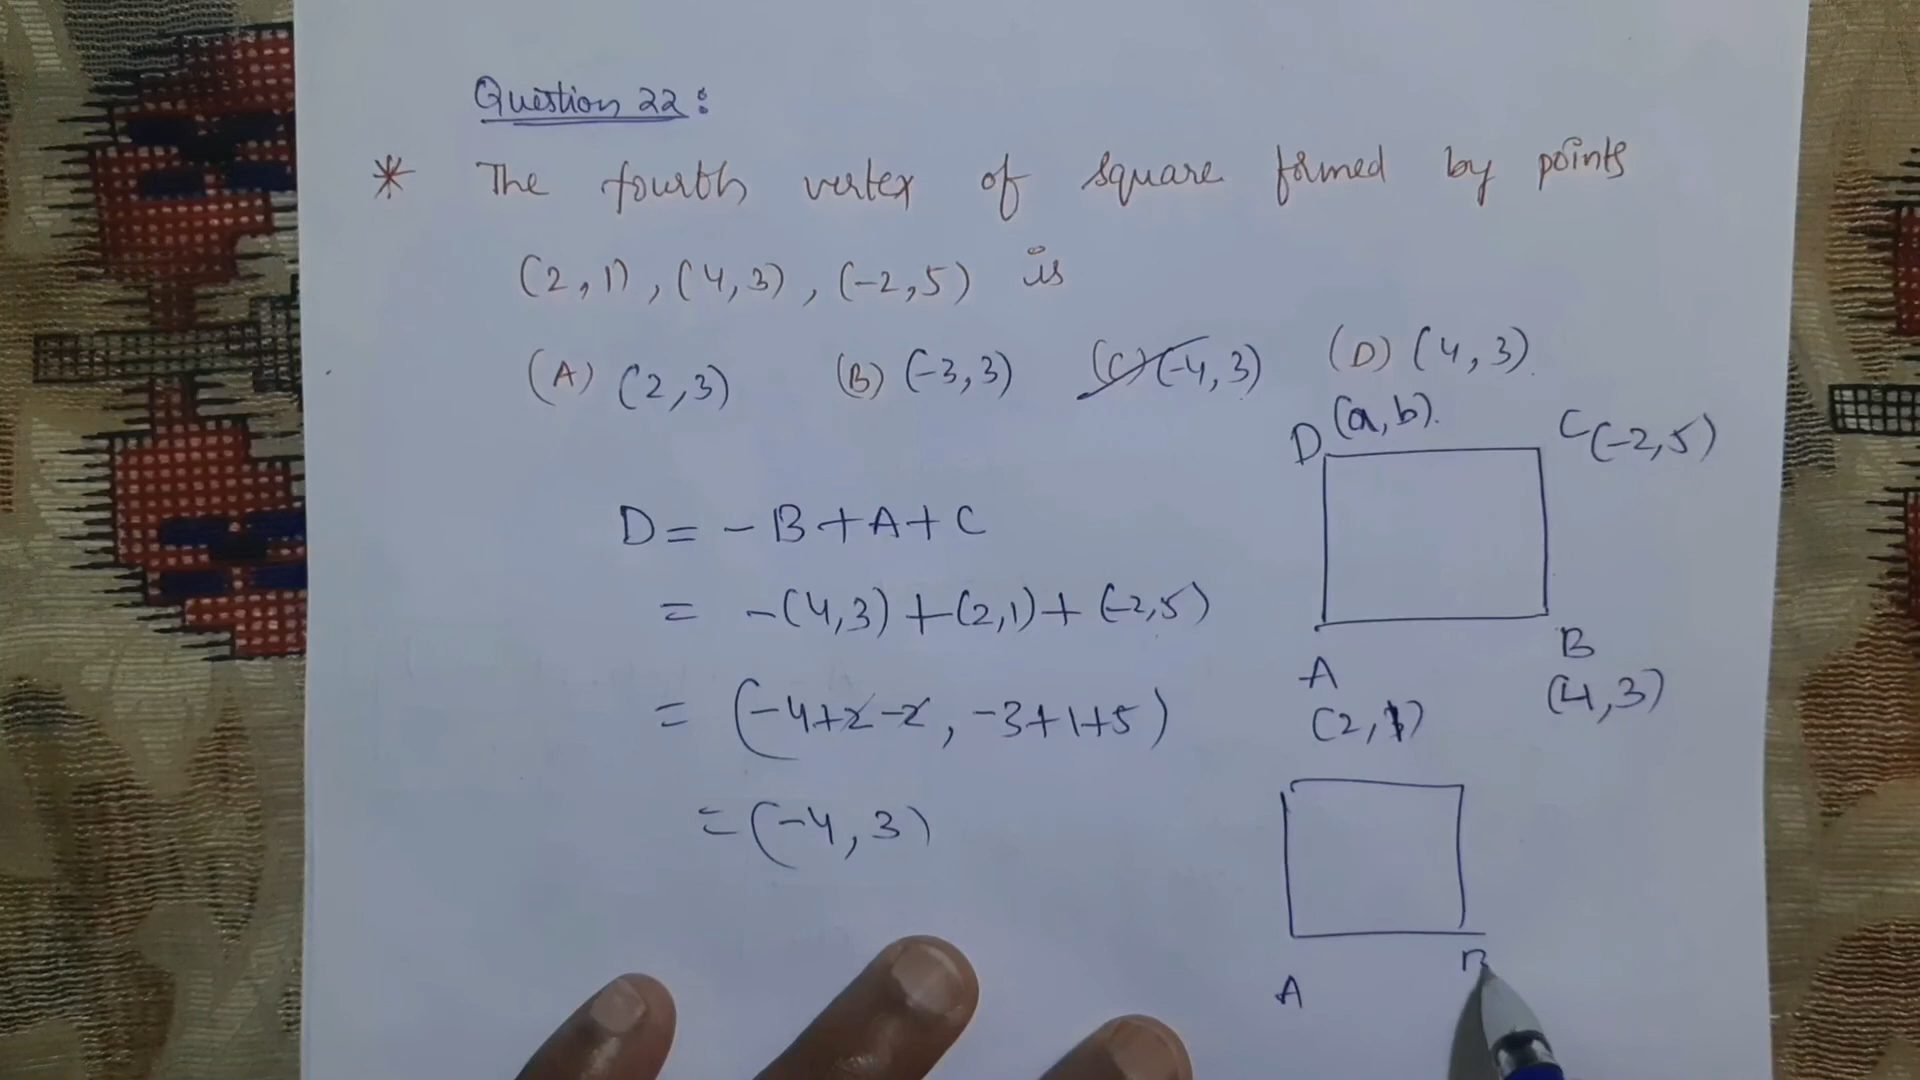 Question 22:
* The fourth vertex of square formed by points
(2,1), (4,3), (-2,5) is
(A) (2,3) (B) (-3,3) (C) (-4,3) (D) (4,3).
D (a,b). C (-2,5)
D = -B+A+C
= -(4,3)+(2,1)+(-2,5)
B
A (4,3)
= (-4+2-2, -3+1+5) (2,1)
= (-4,3)
A B